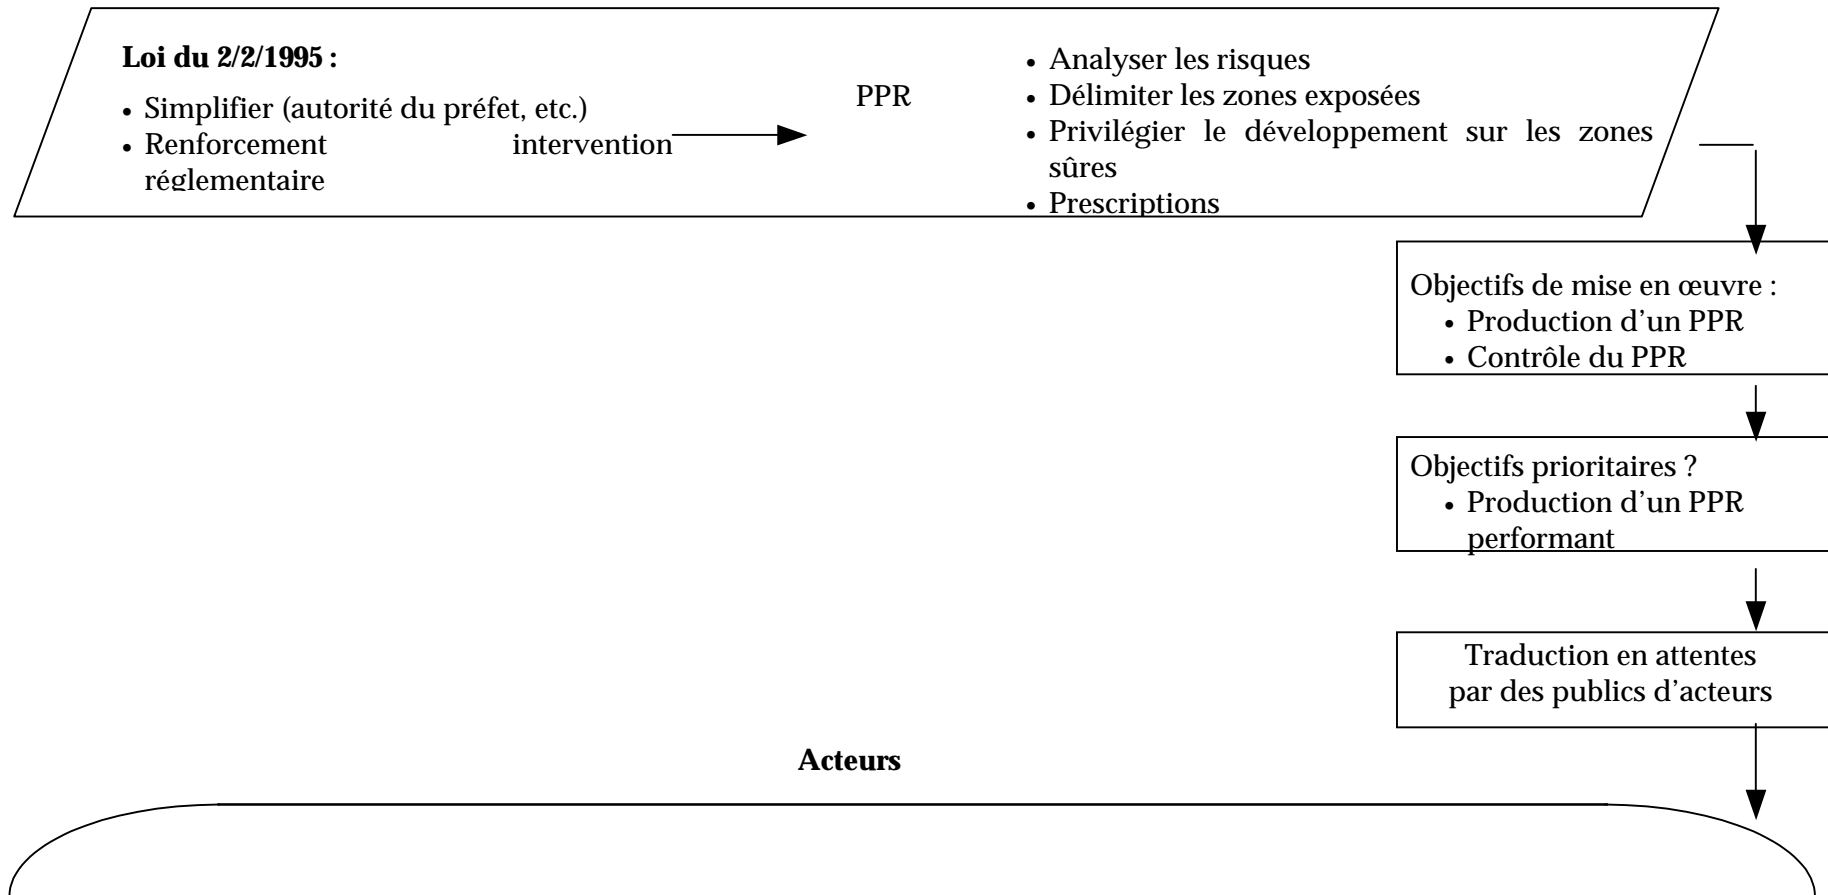 Loi du 2/2/1995 :
• Simplifier (autorité du préfet, etc.)
• Renforcement intervention
réglementaire
PPR
• Analyser les risques
• Délimiter les zones exposées
• Privilégier le développement sur les zones
sûres
• Prescriptions
Objectifs de mise en œuvre :
• Production d’un PPR
• Contrôle du PPR
Objectifs prioritaires ?
• Production d’un PPR
performant
Traduction en attentes
par des publics d’acteurs
Acteurs